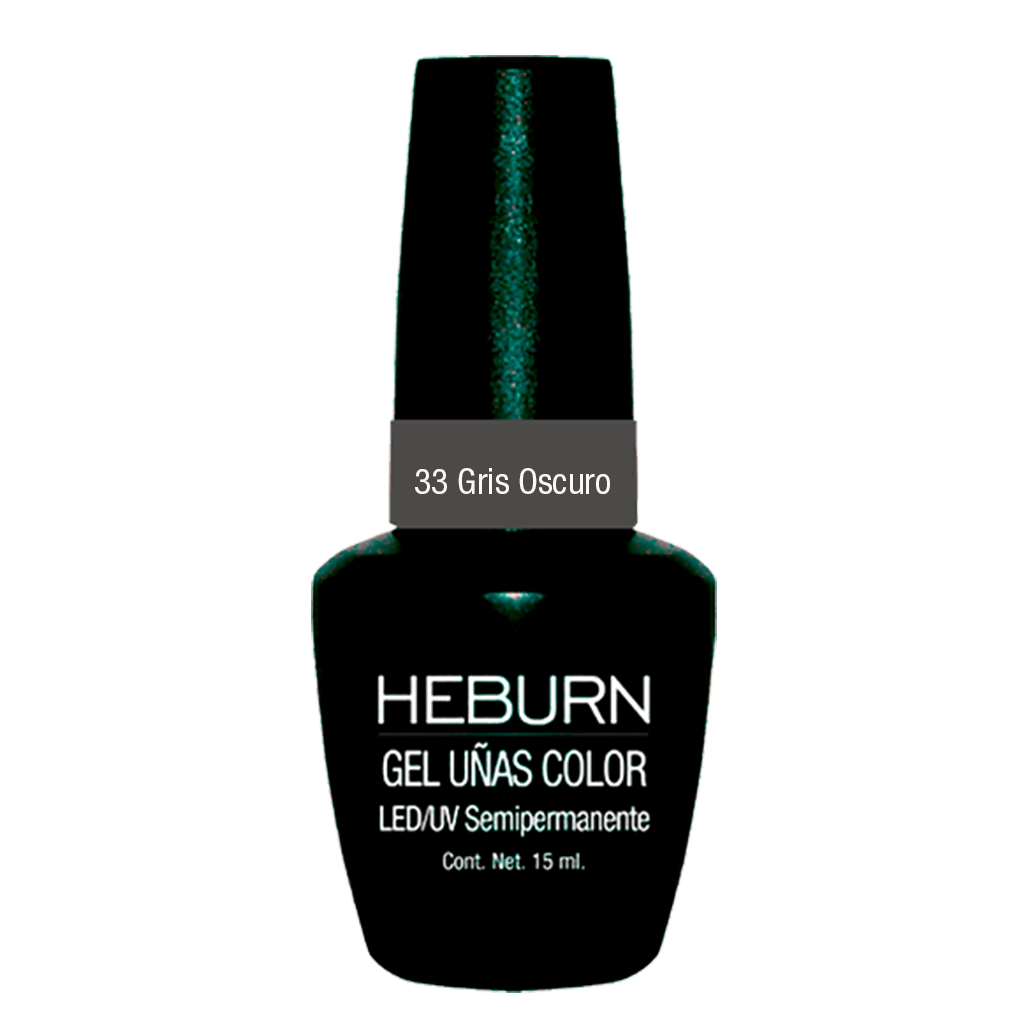 33 Gris Oscuro
HEBURN
GEL UÑAS COLOR
LED/UV Semipermanente
Cont. Net. 15 ml.